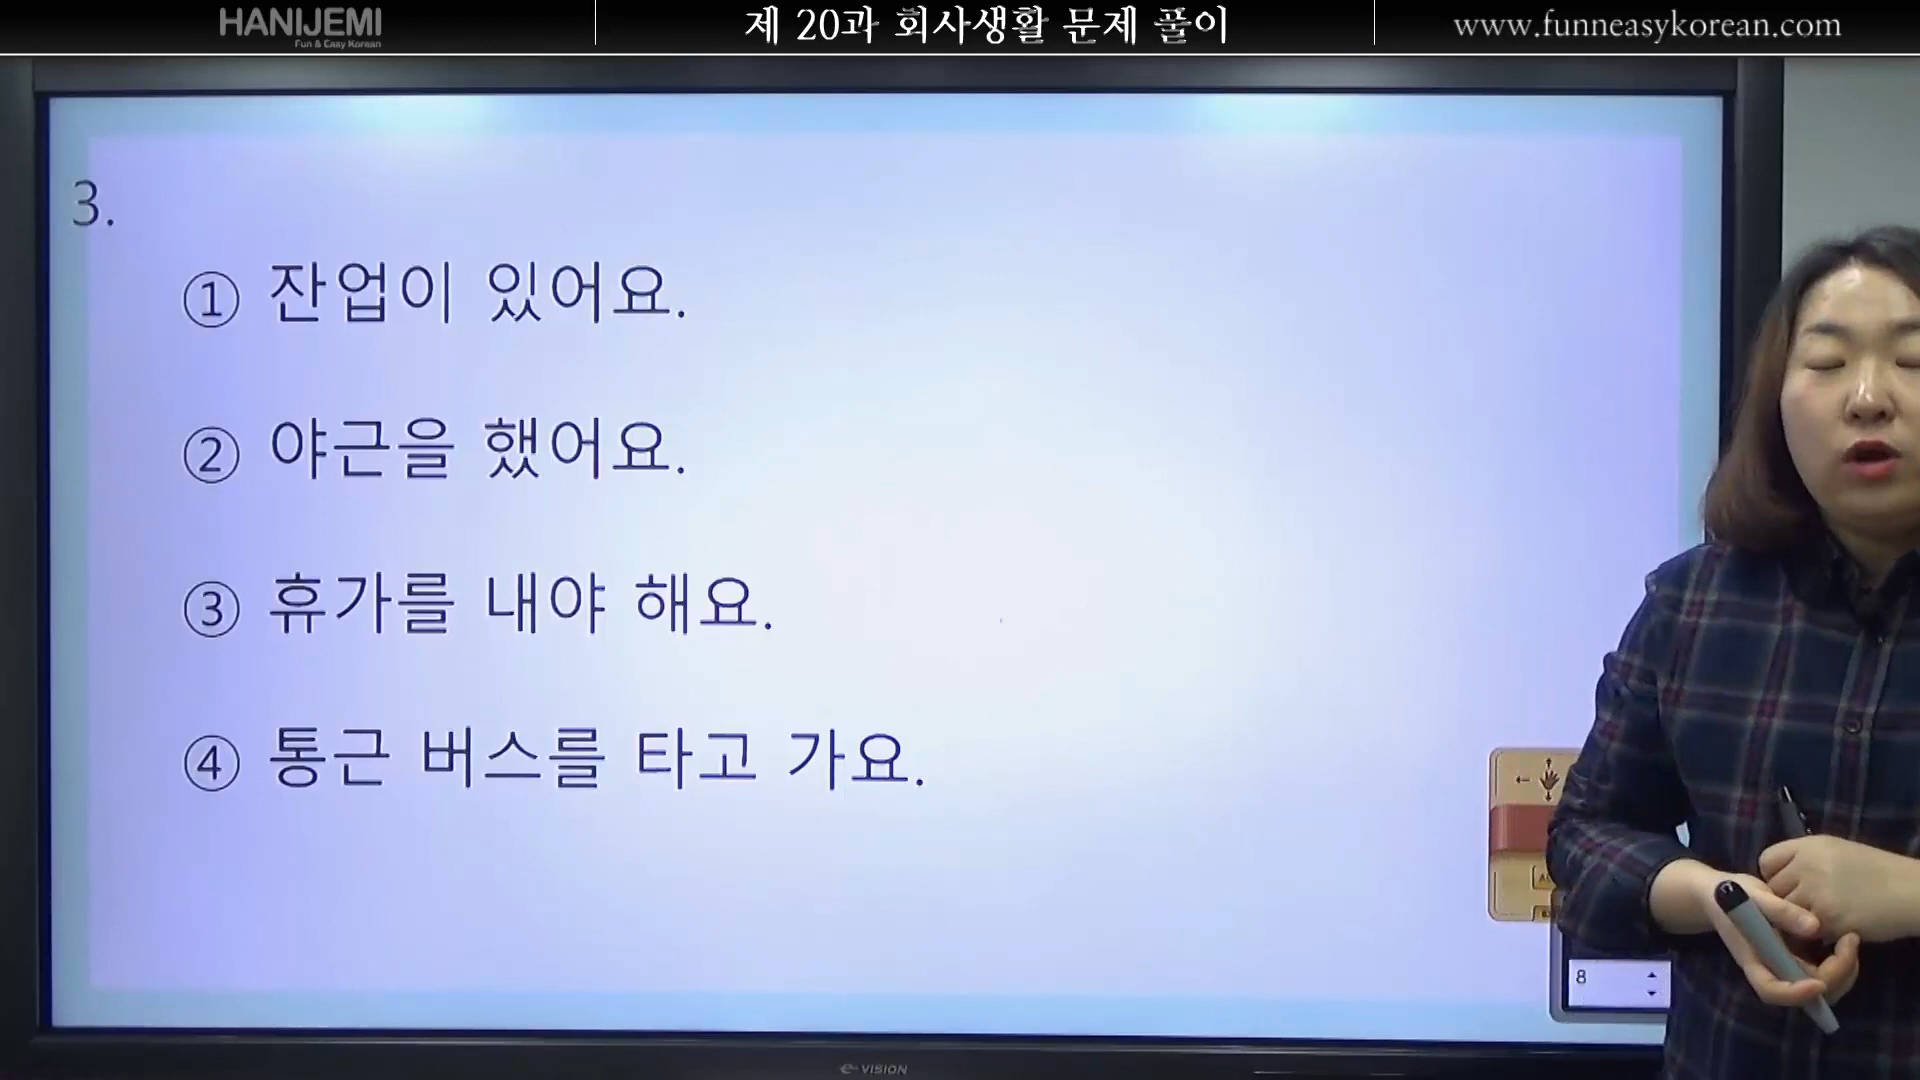 HANIJEMI
Fun & Easy Korean
제 20과 회사생활 문제 풀이
www.funneasykorean.com
3.
① 잔업이 있어요.
② 야근을 했어요.
③ 휴가를 내야 해요.
④ 통근 버스를 타고 가요.
8
e-VISION